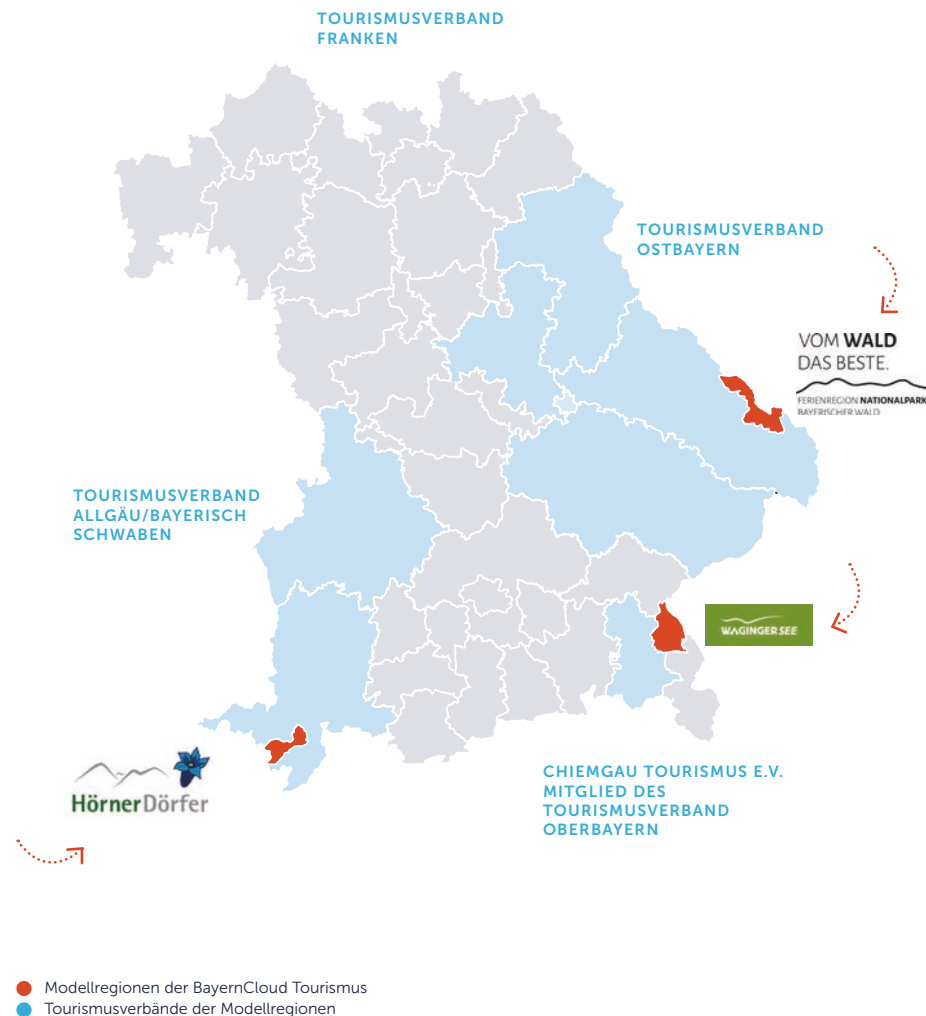 TOURISMUSVERBAND
FRANKEN
TOURISMUSVERBAND
OSTBAYERN
VOM WALD
DAS BESTE.
FERIENREGION NATIONALPARK
BAYERISCHER WALD
TOURISMUSVERBAND
ALLGÄU/BAYERISCH
SCHWABEN
WAGINGER SEE
HörnerDörfer
CHIEMGAU TOURISMUS E.V.
MITGLIED DES
TOURISMUSVERBAND
OBERBAYERN
Modellregionen der BayernCloud Tourismus
Tourismusverbände der Modellregionen